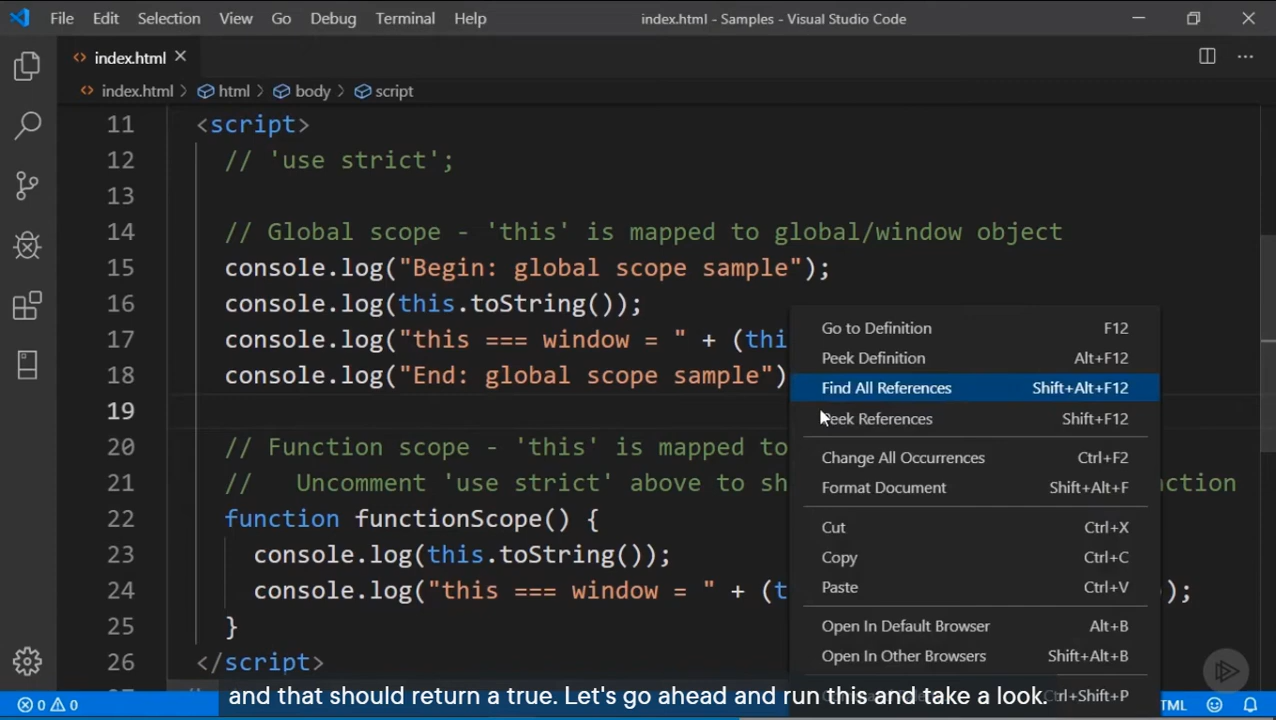 File Edit Selection View Go Debug Terminal Help index.html - Samples - Visual Studio Code
index.html
index.html > html > body > script
11 <script>
12 // 'use strict';
13
14 // Global scope - 'this' is mapped to global/window object
15 console.log("Begin: global scope sample");
16 console.log(this.toString());
17 console.log("this === window = " + (thi
18 console.log("End: global scope sample")
19
20 // Function scope - 'this' is mapped to
21 // Uncomment 'use strict' above to sh ction
22 function functionScope() {
23 console.log(this.toString());
24 console.log("this === window = " + (t );
25 }
26 </script>
Go to Definition F12
Peek Definition Alt+F12
Find All References Shift+Alt+F12
Peek References Shift+F12
Change All Occurrences Ctrl+F2
Format Document Shift+Alt+F
Cut Ctrl+X
Copy Ctrl+C
Paste Ctrl+V
Open In Default Browser Alt+B
Open In Other Browsers Shift+Alt+B
Ctrl+Shift+P
and that should return a true. Let's go ahead and run this and take a look.
0 0 HTML